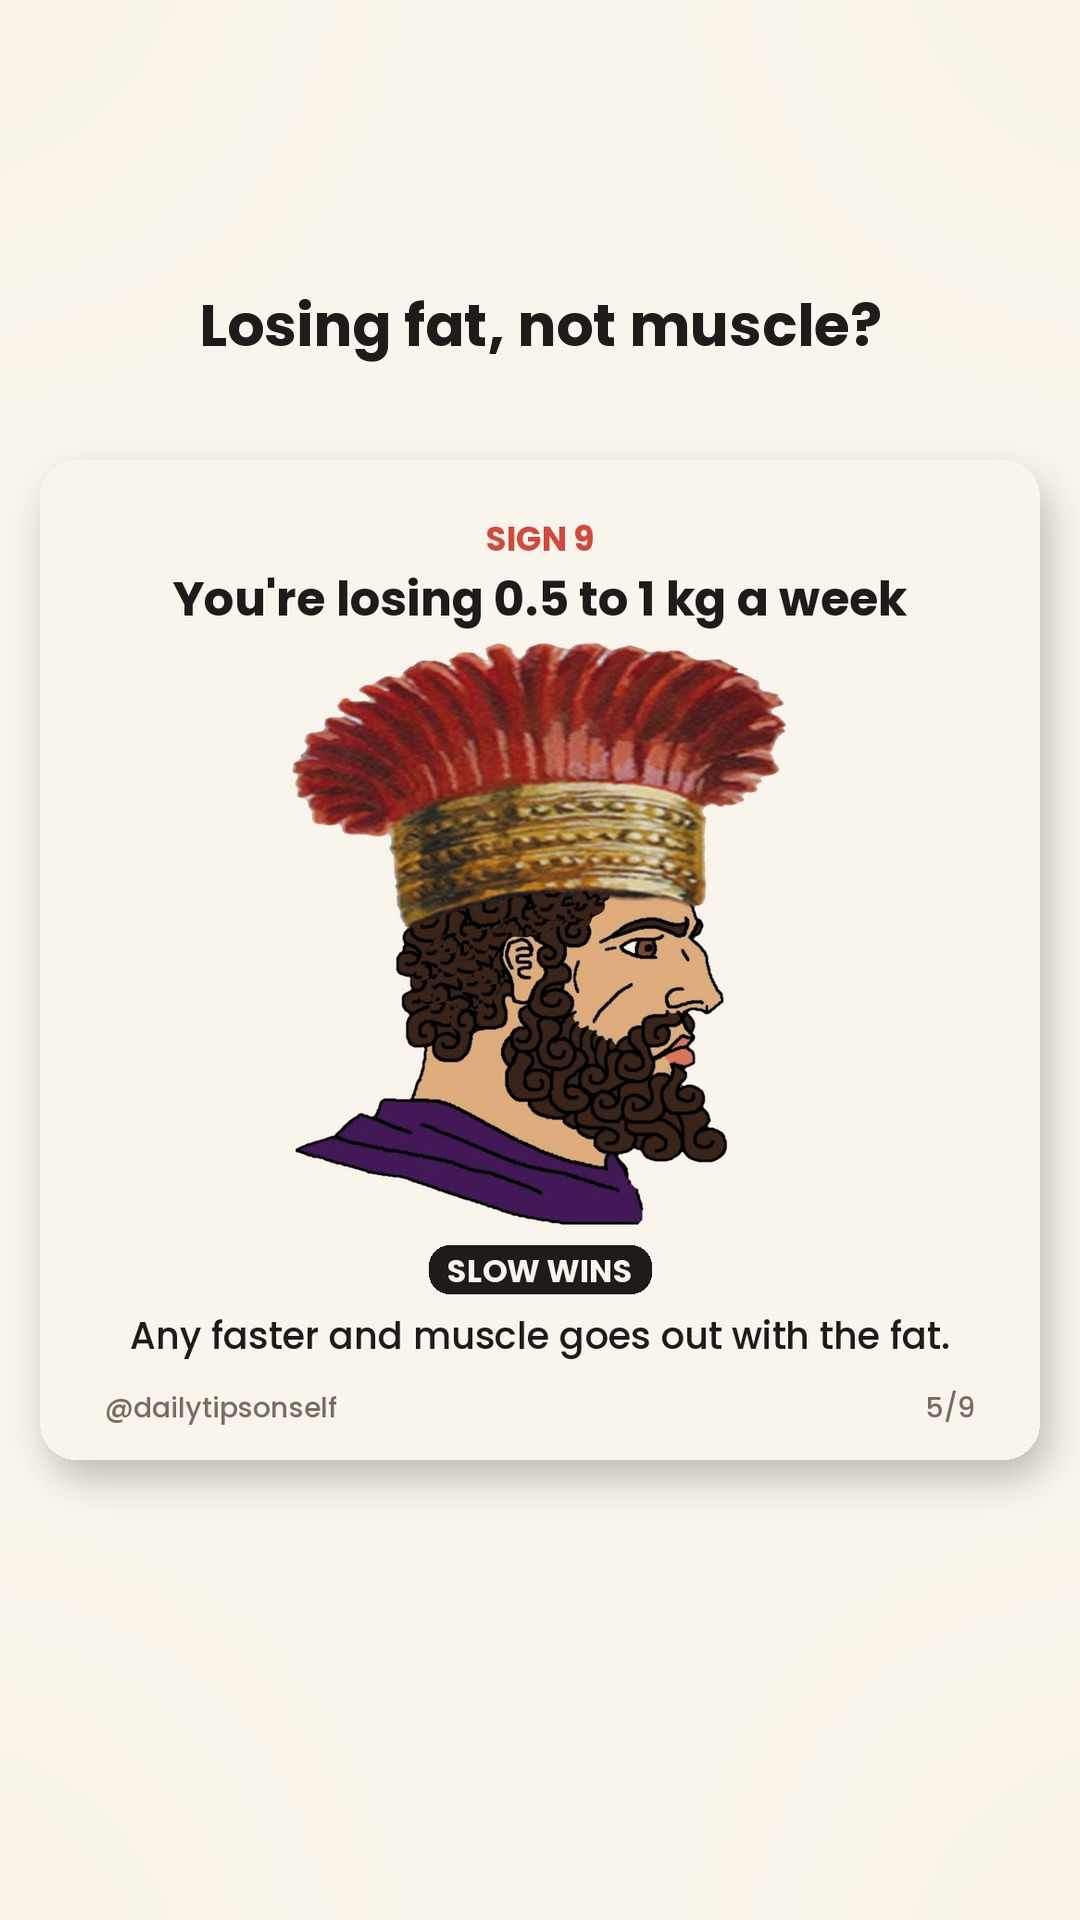 Losing fat, not muscle?
SIGN 9
You're losing 0.5 to 1 kg a week
SLOW WINS
Any faster and muscle goes out with the fat.
@dailytipsonself
5/9